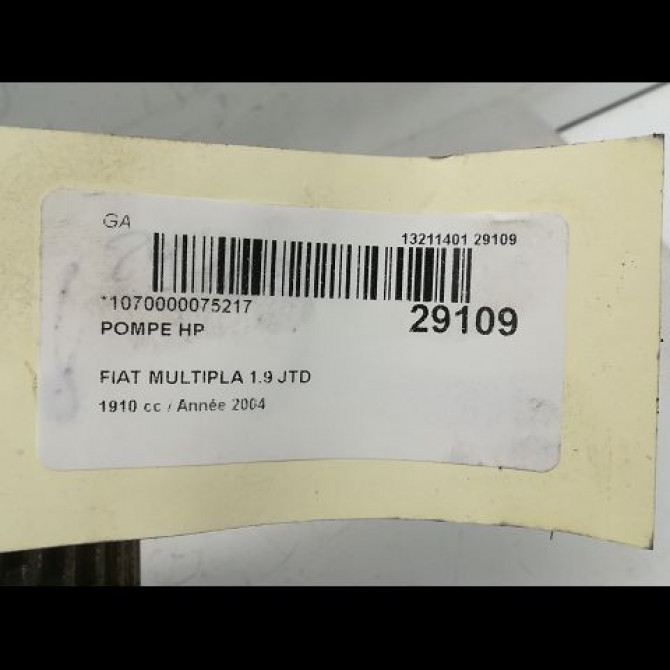 GA
13211401 29109
*1070000075217
29109
POMPE HP
FIAT MULTIPLA 1.9 JTD
1910 cc / Année 2004